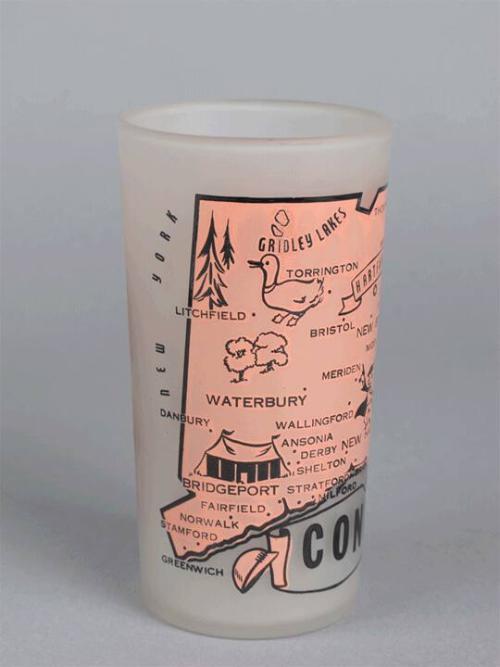 NEW YORK
GRIDLEY LAKES
TORRINGTON
LITCHFIELD
BRISTOL
MERIDEN
WATERBURY
DANBURY
WALLINGFORD
ANSONIA
DERBY
SHELTON
BRIDGEPORT
STRATFORD
MILFORD
FAIRFIELD
NORWALK
STAMFORD
GREENWICH
CON